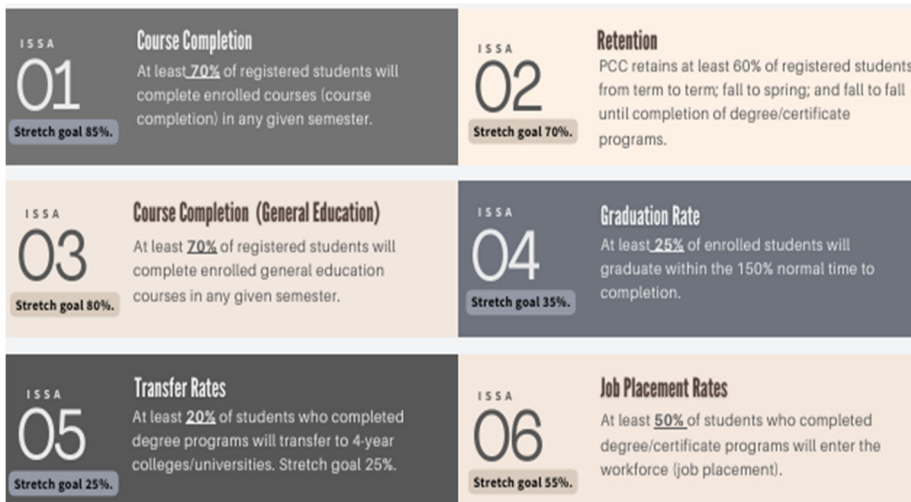 ISSA
01
Stretch goal 85%.
Course Completion
At least 70% of registered students will
complete enrolled courses (course
completion) in any given semester.
ISSA
02
Stretch goal 70%.
Retention
PCC retains at least 60% of registered students
from term to term; fall to spring; and fall to fall
until completion of degree/certificate
programs.
ISSA
03
Stretch goal 80%.
Course Completion (General Education)
At least 70% of registered students will
complete enrolled general education
courses in any given semester.
ISSA
04
Stretch goal 35%.
Graduation Rate
At least 25% of enrolled students will
graduate within the 150% normal time to
completion.
ISSA
05
Stretch goal 25%.
Transfer Rates
At least 20% of students who completed
degree programs will transfer to 4-year
colleges/universities. Stretch goal 25%.
ISSA
06
Stretch goal 55%.
Job Placement Rates
At least 50% of students who completed
degree/certificate programs will enter the
workforce (job placement).